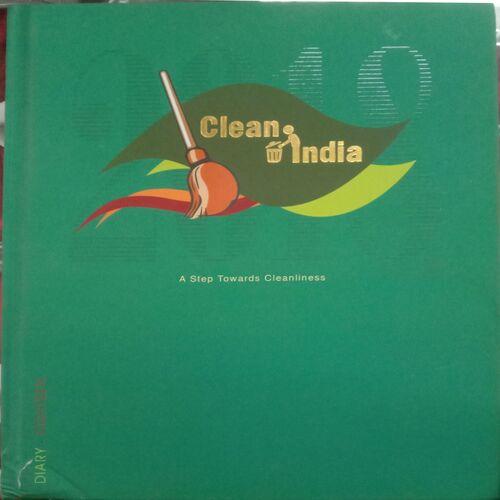 Clean
india
A Step Towards Cleanliness
DIARY